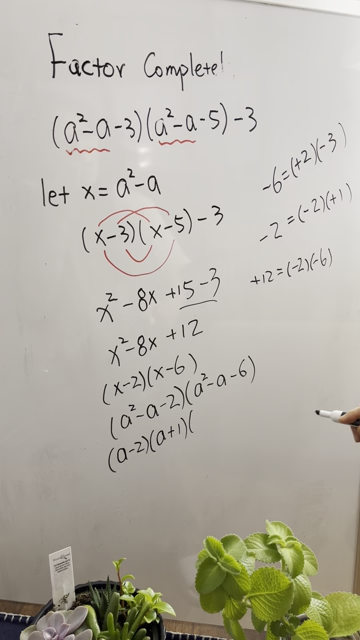 Factor Complete!
(a²-a-3)(a²-a-5)-3
let x=a²-a
(x-3)(x-5)-3
x²-8x+15-3
x²-8x+12
(x-2)(x-6)
(a²-a-2)(a²-a-6)
(a-2)(a+1)(
-6=(+2)(-3)
-2=(-2)(+1)
+12=(-2)(-6)